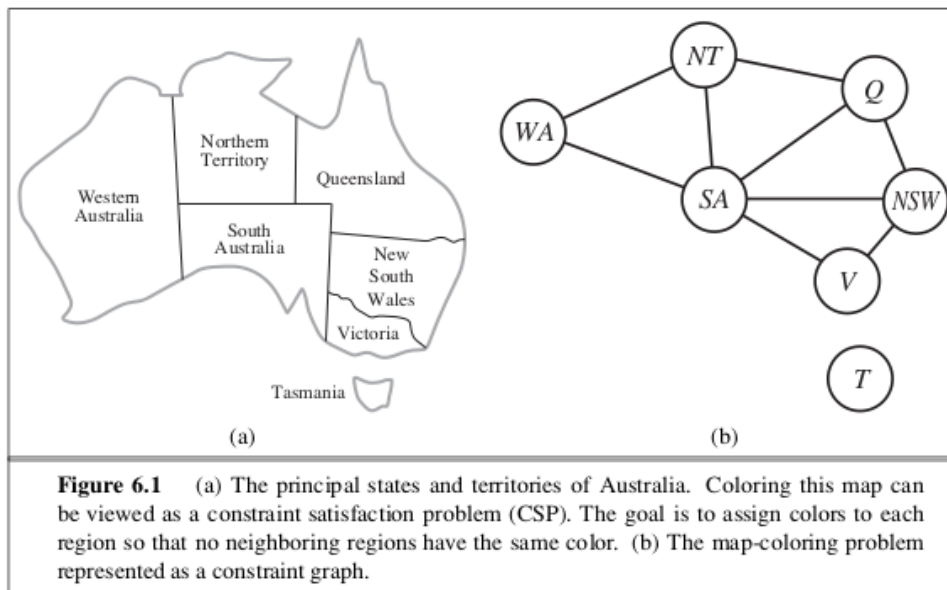 Northern
Territory
Western
Australia
Queensland
South
Australia
New
South
Wales
Victoria
Tasmania
(a)
NT
Q
WA
SA
NSW
V
T
(b)
Figure 6.1 (a) The principal states and territories of Australia. Coloring this map can
be viewed as a constraint satisfaction problem (CSP). The goal is to assign colors to each
region so that no neighboring regions have the same color. (b) The map-coloring problem
represented as a constraint graph.